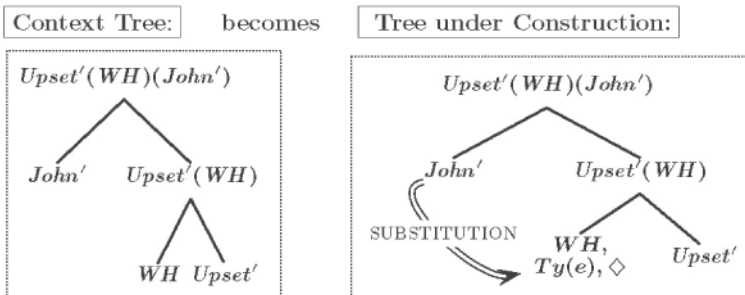 Context Tree: becomes Tree under Construction:
Upset′(WH)(John′)
John′ Upset′(WH)
WH Upset′
Upset′(WH)(John′)
John′ Upset′(WH)
SUBSTITUTION
WH,
Ty(e), ◇
Upset′